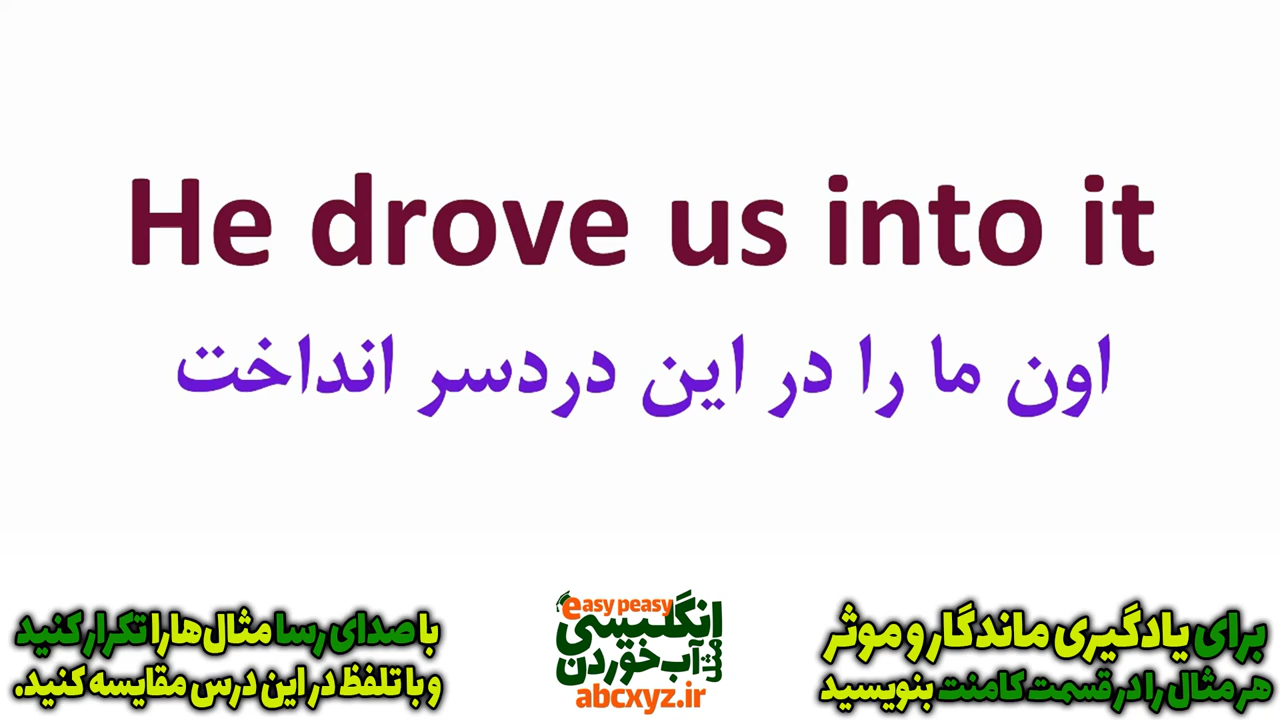 He drove us into it
اون ما را در این دردسر انداخت
برای یادگیری ماندگار و موثر
هر مثال را در قسمت کامنت بنویسید
easy peasy
انگلیسی
مثل آب خوردن
abcxyz.ir
با صدای رسا مثال‌ها را تکرار کنید
و با تلفظ در این درس مقایسه کنید.